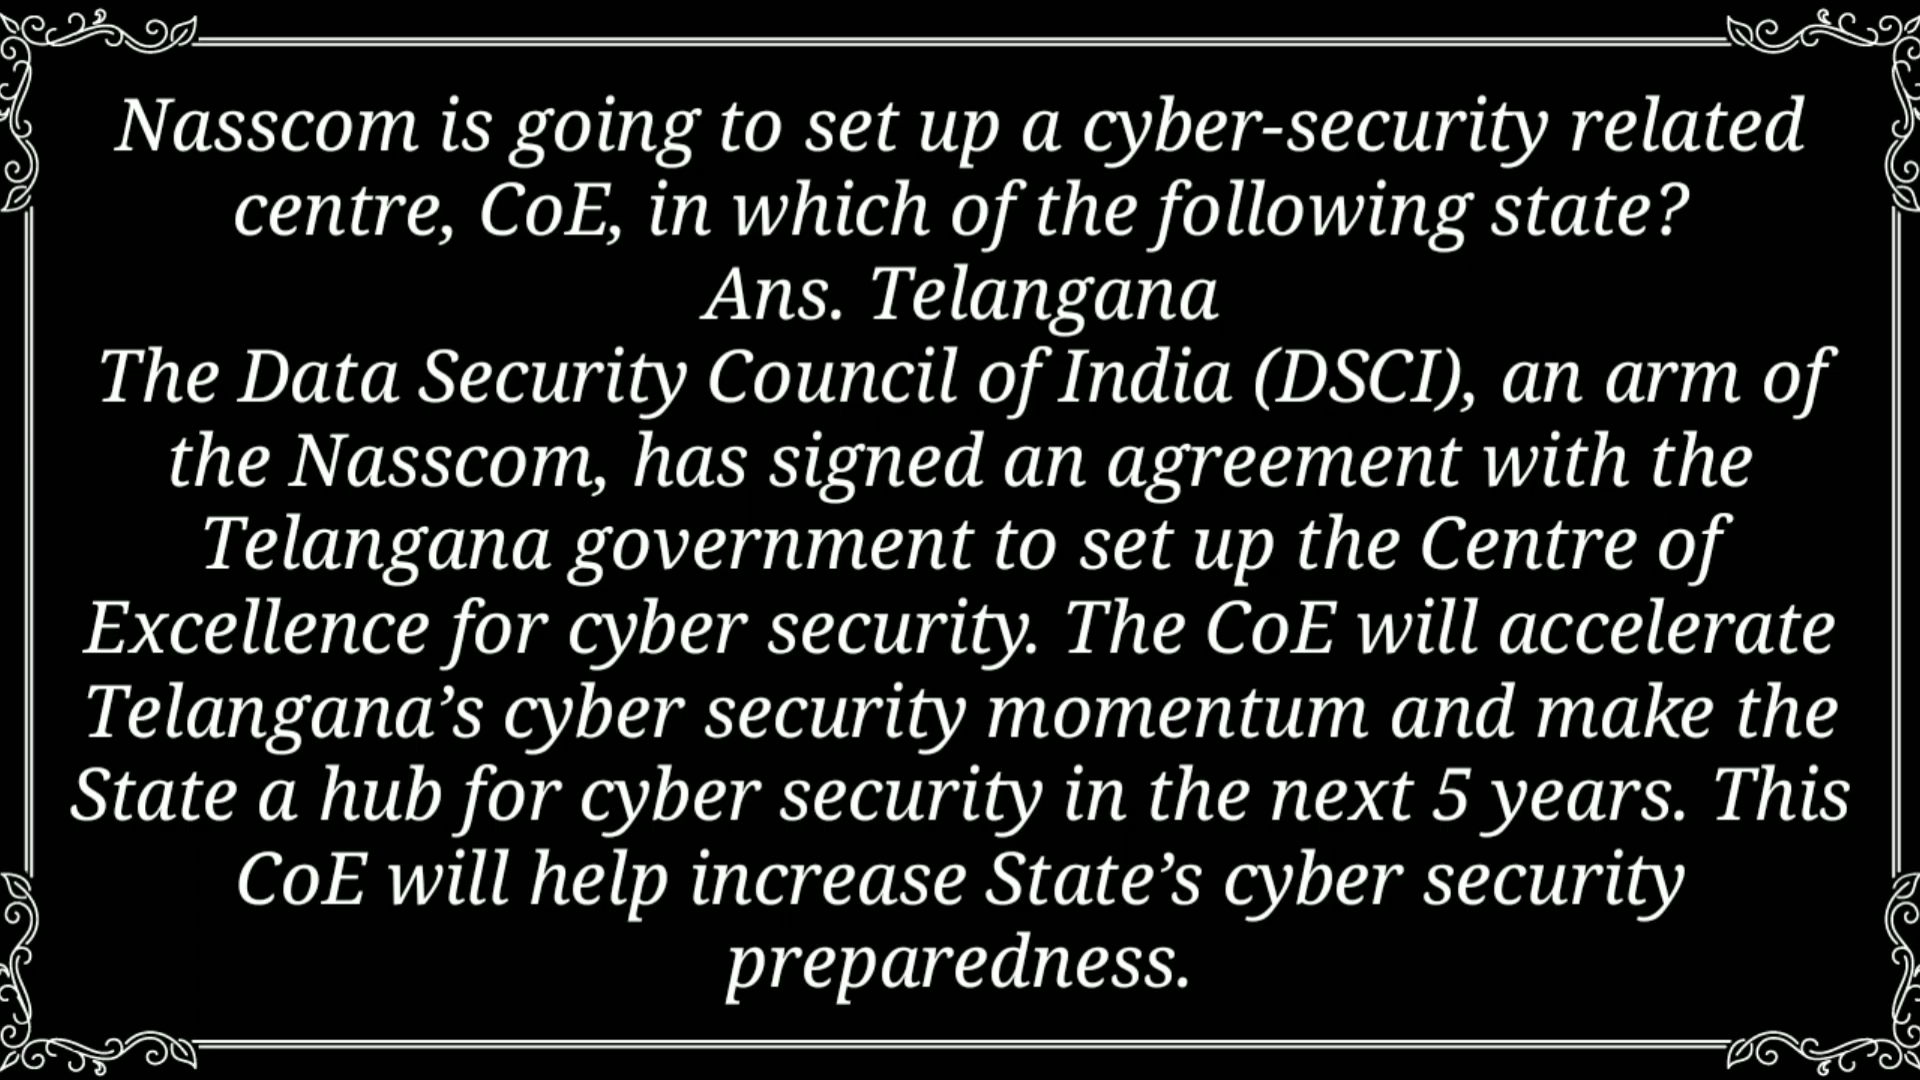 Nasscom is going to set up a cyber-security related
centre, CoE, in which of the following state?
Ans. Telangana
The Data Security Council of India (DSCI), an arm of
the Nasscom, has signed an agreement with the
Telangana government to set up the Centre of
Excellence for cyber security. The CoE will accelerate
Telangana’s cyber security momentum and make the
State a hub for cyber security in the next 5 years. This
CoE will help increase State’s cyber security
preparedness.